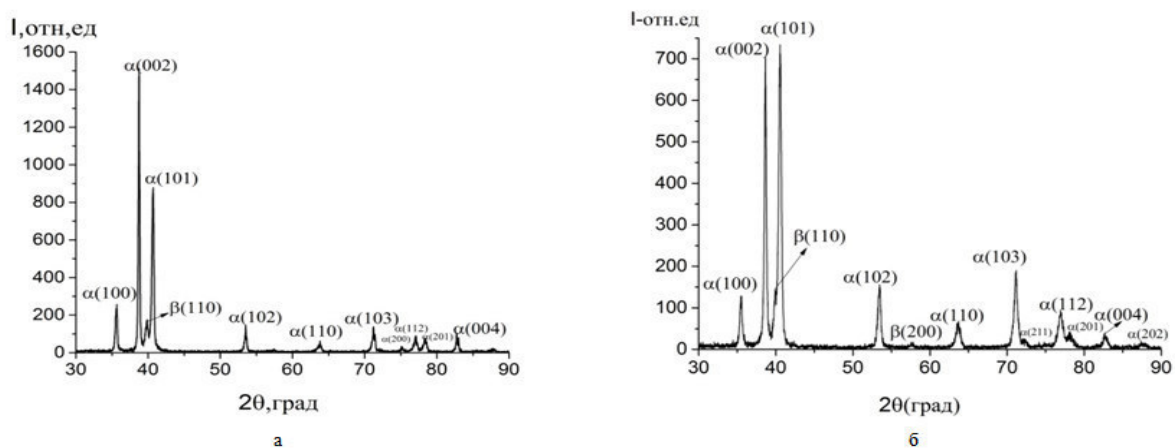 I,отн,ед
1600
1400
1200
1000
800
600
400
200
0
α(002)
α(101)
α(100)
β(110)
α(102)
α(110)
α(103)
α(200)
α(112)
α(201)
α(004)
30 40 50 60 70 80 90
2θ,град
а
I-отн.ед
700
600
500
400
300
200
100
0
α(101)
α(002)
β(110)
α(100)
α(102)
β(200)
α(110)
α(103)
α(211)
α(112)
α(201)
α(004)
α(202)
30 40 50 60 70 80 90
2θ(град)
б